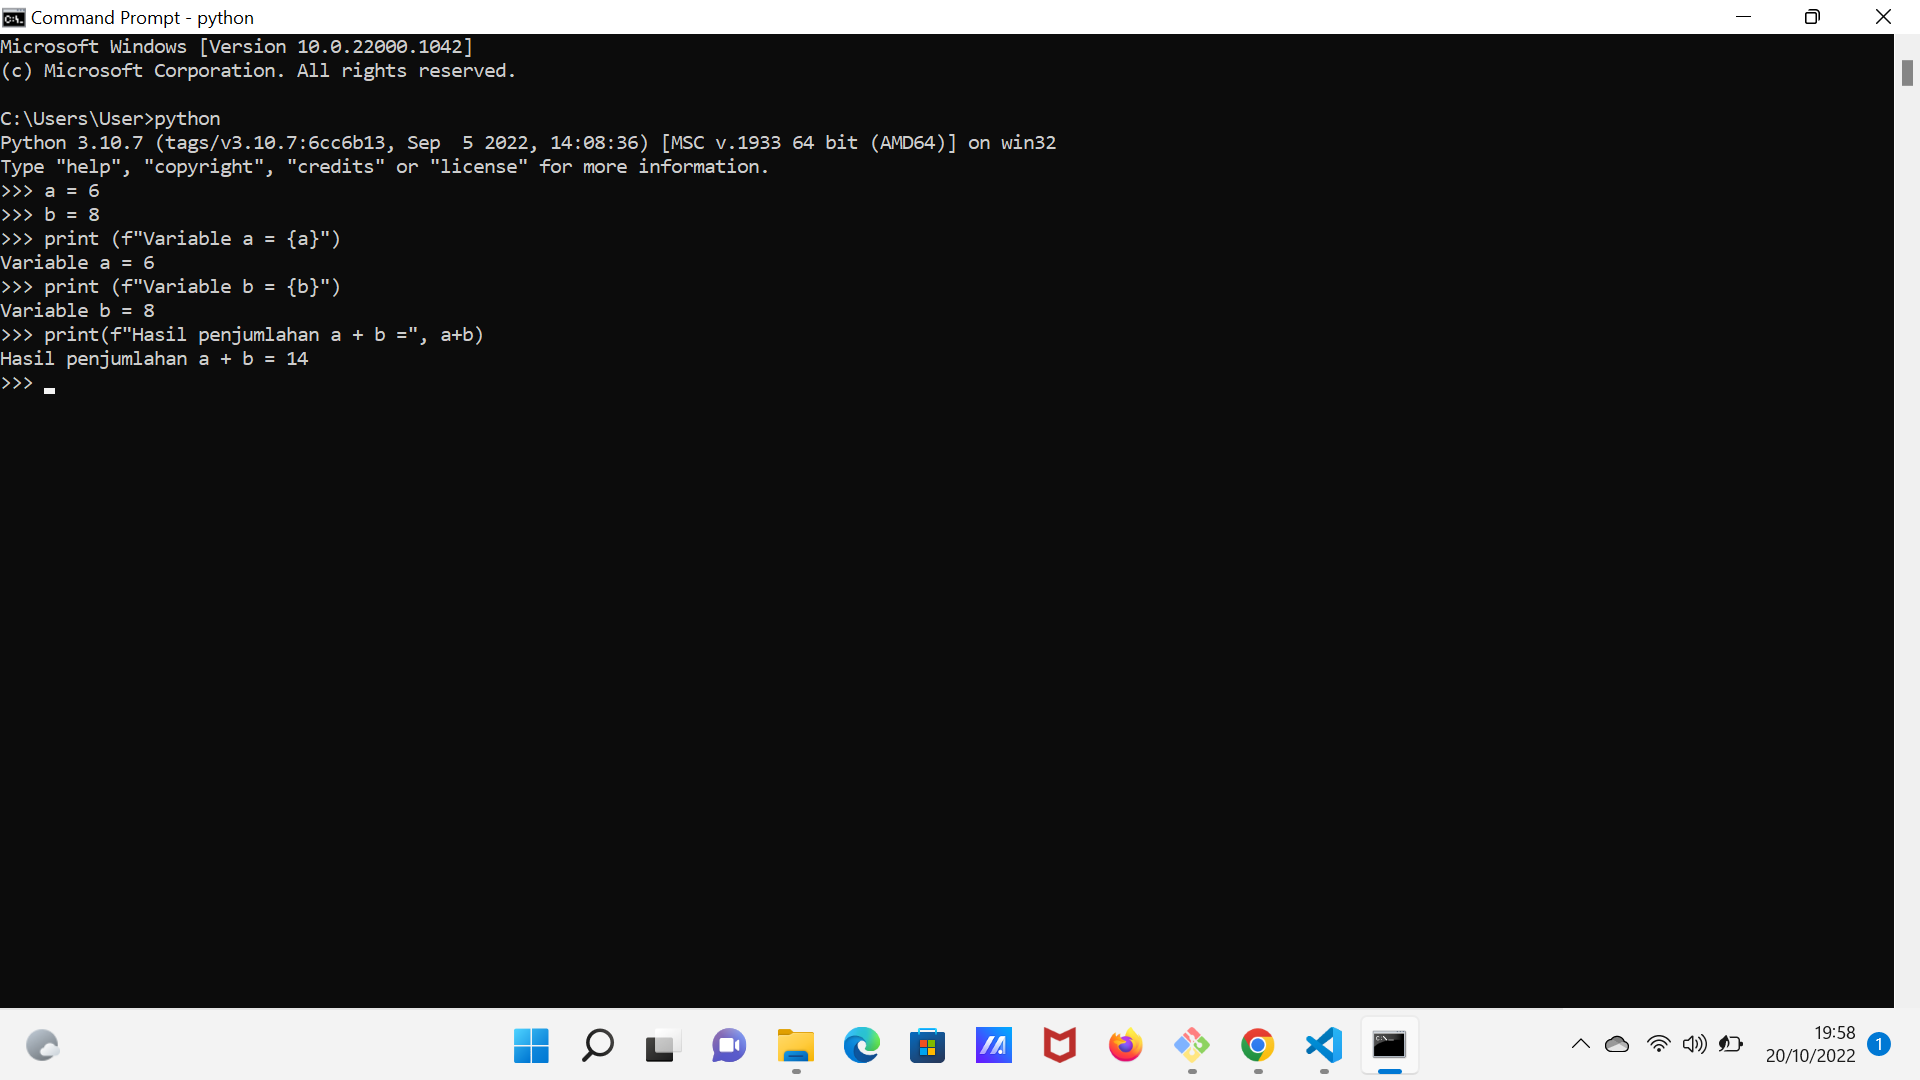 Command Prompt - python
Microsoft Windows [Version 10.0.22000.1042]
(c) Microsoft Corporation. All rights reserved.
C:\Users\User>python
Python 3.10.7 (tags/v3.10.7:6cc6b13, Sep  5 2022, 14:08:36) [MSC v.1933 64 bit (AMD64)] on win32
Type "help", "copyright", "credits" or "license" for more information.
>>> a = 6
>>> b = 8
>>> print (f"Variable a = {a}")
Variable a = 6
>>> print (f"Variable b = {b}")
Variable b = 8
>>> print(f"Hasil penjumlahan a + b =", a+b)
Hasil penjumlahan a + b = 14
>>>
19:58
20/10/2022
1